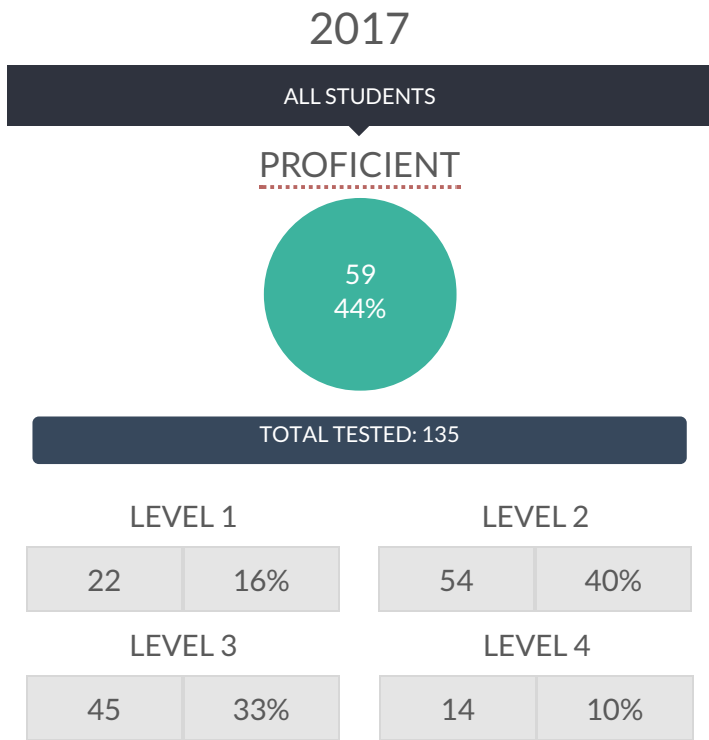 2017
ALL STUDENTS
PROFICIENT
59
44%
TOTAL TESTED: 135
LEVEL 1 LEVEL 2
22 16% 54 40%
LEVEL 3 LEVEL 4
45 33% 14 10%